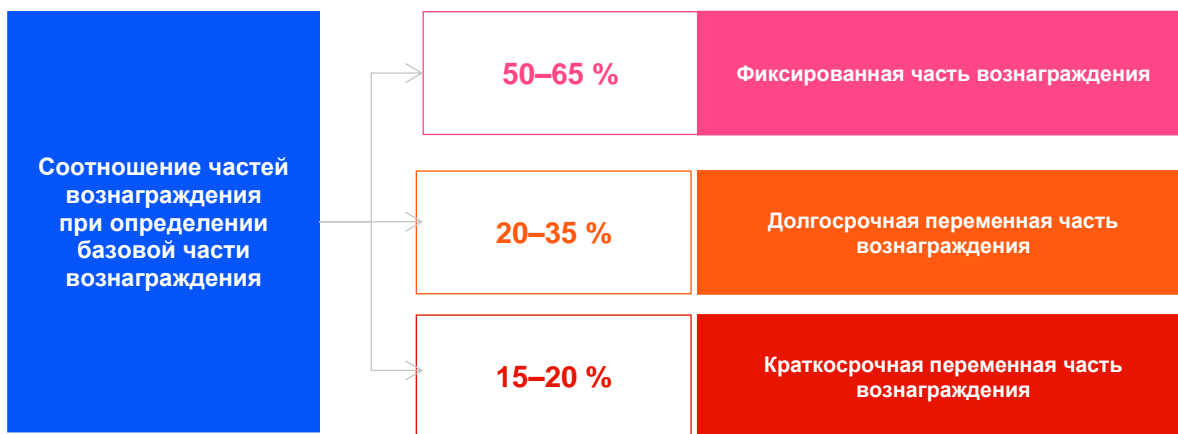 Соотношение частей
вознаграждения
при определении
базовой части
вознаграждения
50–65 %
Фиксированная часть вознаграждения
20–35 %
Долгосрочная переменная часть
вознаграждения
15–20 %
Краткосрочная переменная часть
вознаграждения